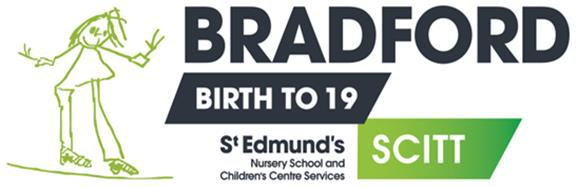 BRADFORD
BIRTH TO 19
St Edmund's
Nursery School and
Children's Centre Services
SCITT